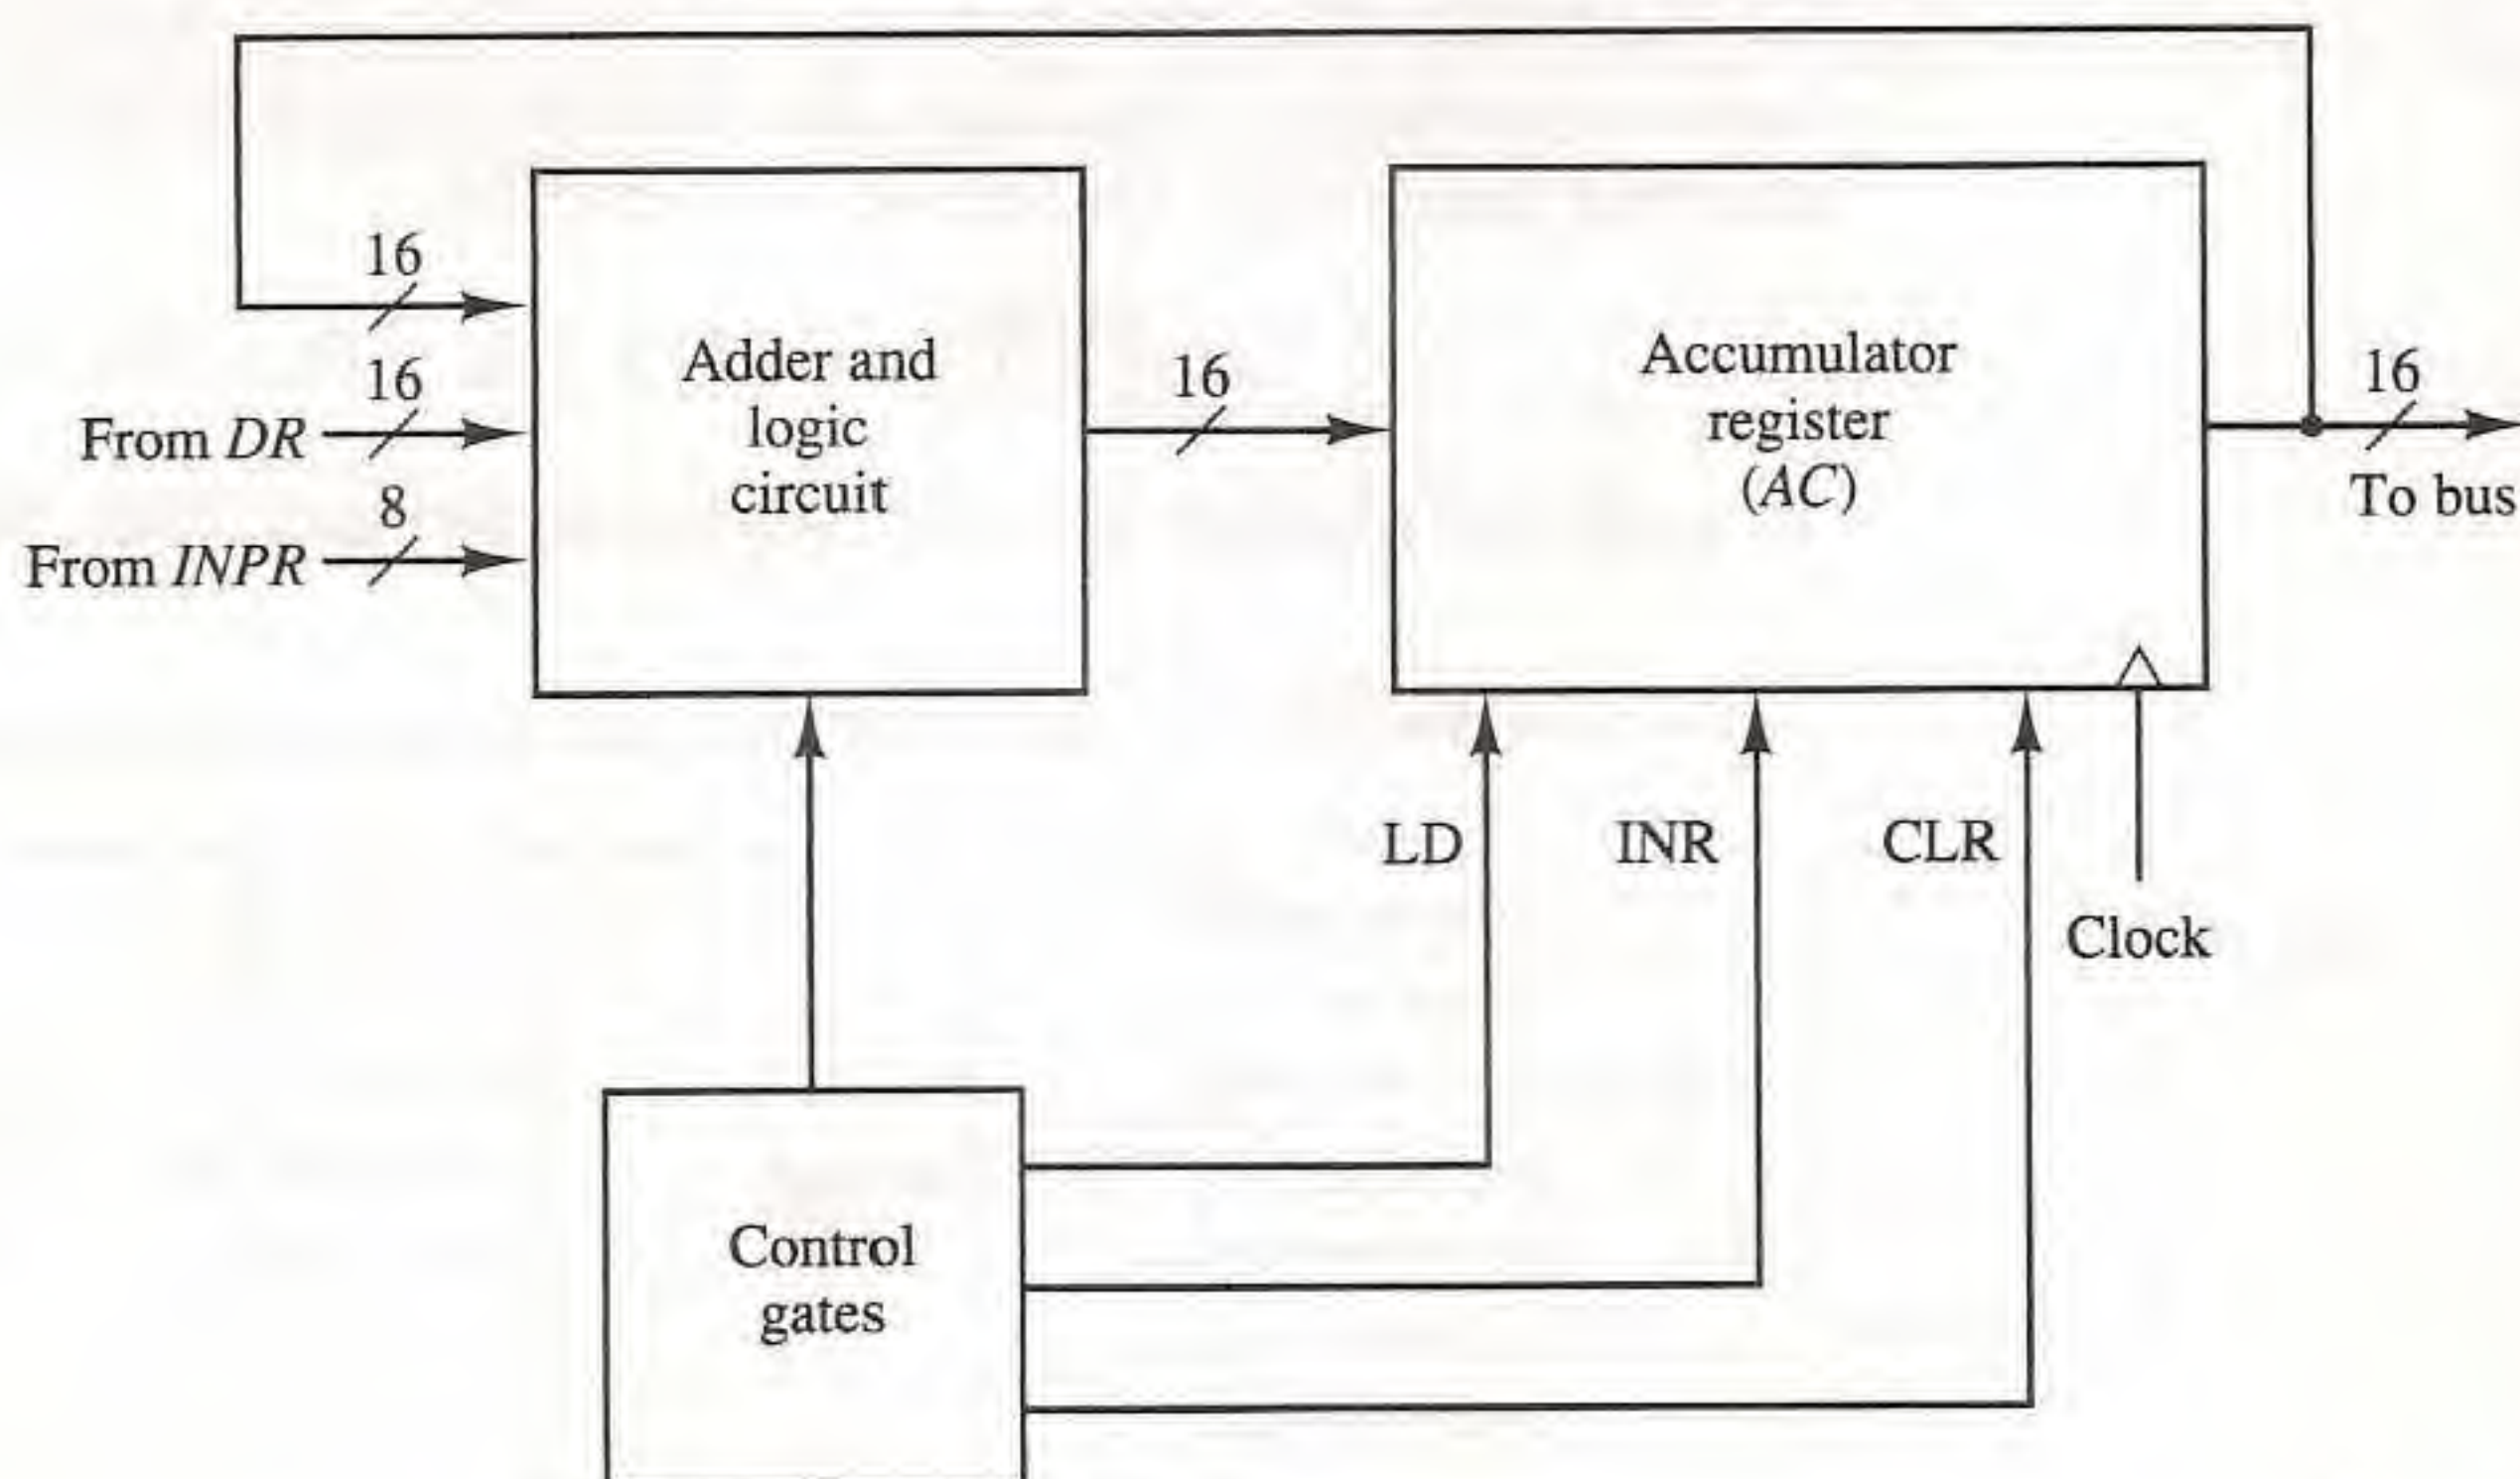 16
16
From DR
8
From INPR
Adder and
logic
circuit
16
Accumulator
register
(AC)
16
To bus
LD
INR
CLR
Clock
Control
gates